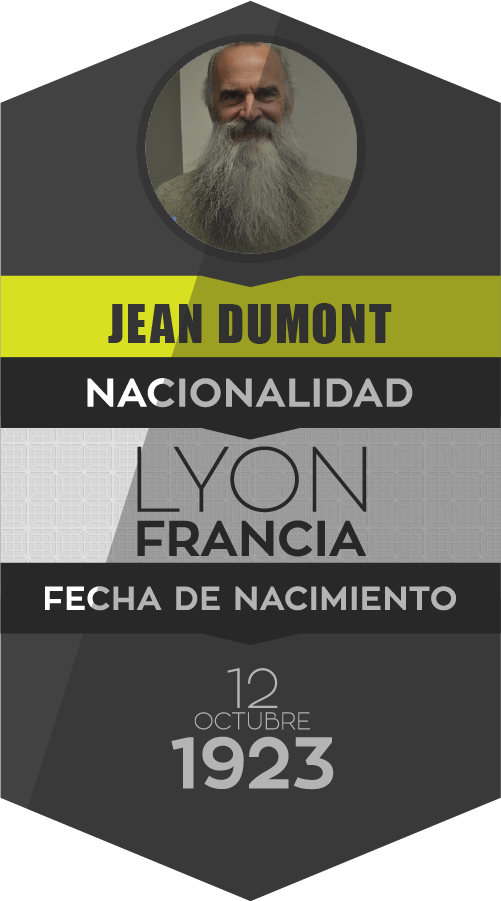 JEAN DUMONT
NACIONALIDAD
LYON
FRANCIA
FECHA DE NACIMIENTO
12
OCTUBRE
1923